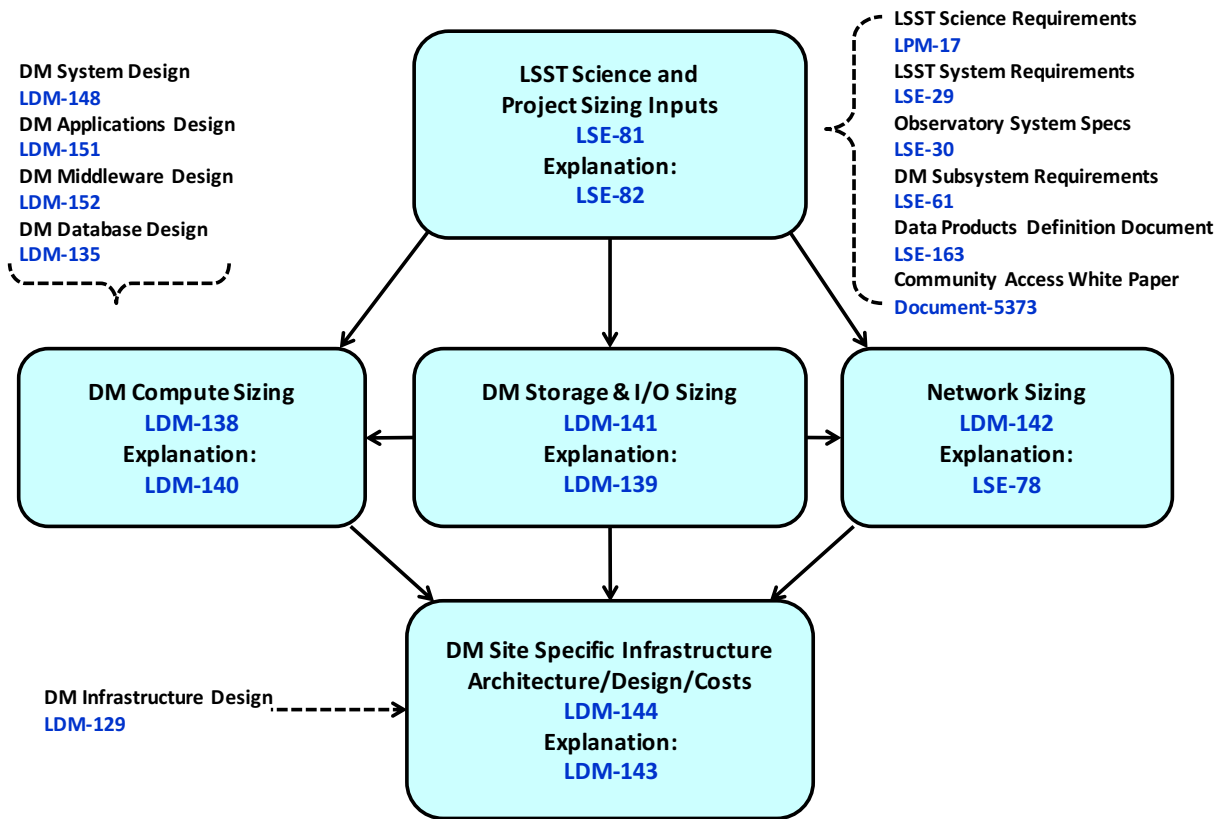 DM System Design
LDM-148
DM Applications Design
LDM-151
DM Middleware Design
LDM-152
DM Database Design
LDM-135
LSST Science and
Project Sizing Inputs
LSE-81
Explanation:
LSE-82
LSST Science Requirements
LPM-17
LSST System Requirements
LSE-29
Observatory System Specs
LSE-30
DM Subsystem Requirements
LSE-61
Data Products Definition Document
LSE-163
Community Access White Paper
Document-5373
DM Compute Sizing
LDM-138
Explanation:
LDM-140
DM Storage & I/O Sizing
LDM-141
Explanation:
LDM-139
Network Sizing
LDM-142
Explanation:
LSE-78
DM Site Specific Infrastructure
Architecture/Design/Costs
LDM-144
Explanation:
LDM-143
DM Infrastructure Design
LDM-129